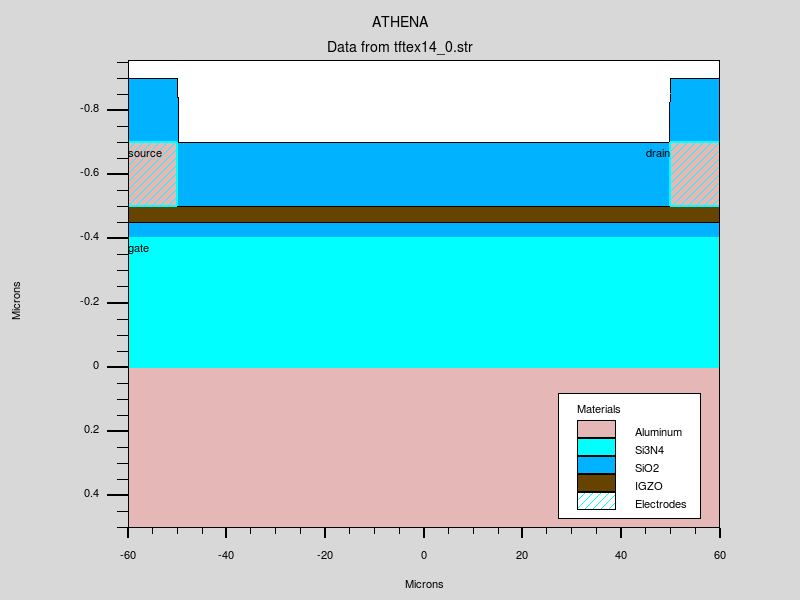 ATHENA
Data from tftex14_0.str
-0.8
source
drain
-0.6
-0.4
gate
-0.2
0
0.2
0.4
Microns
Materials
Aluminum
Si3N4
SiO2
IGZO
Electrodes
-60
-40
-20
0
20
40
60
Microns